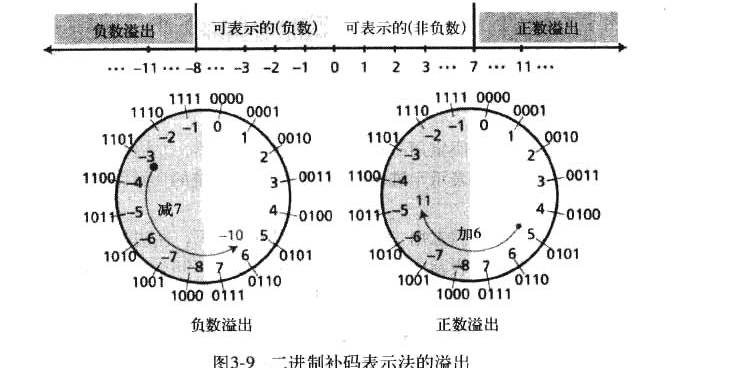 负数溢出 可表示的(负数) 可表示的(非负数) 正数溢出
··· -11 ··· -8 ··· -3 -2 -1 0 1 2 3 ··· 7 ··· 11 ···
1111 0000 1111 0000
1110 0001 1110 0001
-1 0 -1 0
1101 -2 1 0010 1101 -2 1 0010
-3 2 -3 2
1100 -4 3 0011 1100 -4 3 0011
11
1011 -5 减7 4 0100 1011 -5 4 0100
-10 加6
-6 5 -6 5
1010 -7 6 0101 1010 -7 6 0101
-8 7 -8 7
1001 0110 1001 0110
1000 0111 1000 0111
负数溢出 正数溢出
图3-9 二进制补码表示法的溢出